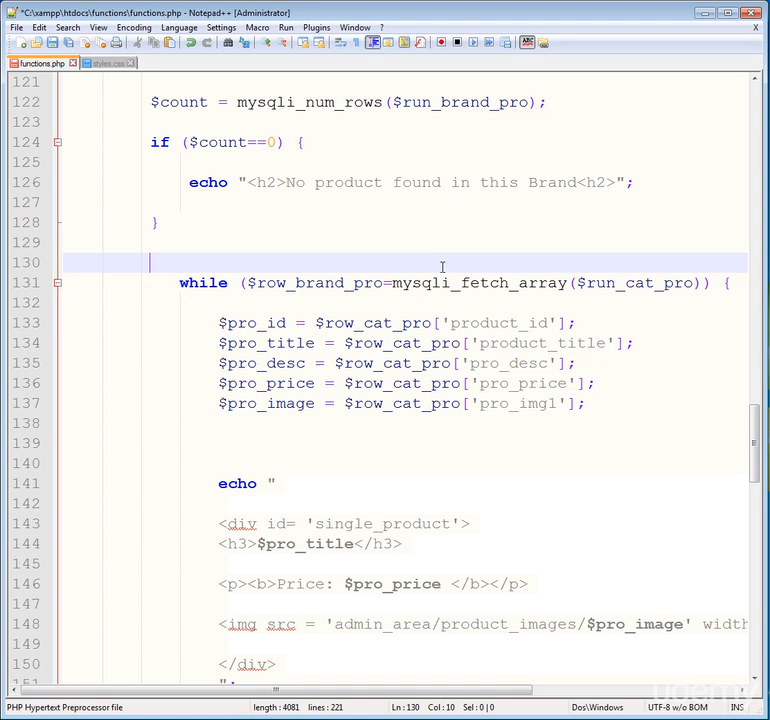 *C:\xampp\htdocs\functions\functions.php - Notepad++ [Administrator]
File Edit Search View Encoding Language Settings Macro Run Plugins Window ? X
functions.php styles.css
121
122 $count = mysqli_num_rows($run_brand_pro);
123
124 if ($count==0) {
125
126 echo "<h2>No product found in this Brand<h2>";
127
128 }
129
130
131 while ($row_brand_pro=mysqli_fetch_array($run_cat_pro)) {
132
133 $pro_id = $row_cat_pro['product_id'];
134 $pro_title = $row_cat_pro['product_title'];
135 $pro_desc = $row_cat_pro['pro_desc'];
136 $pro_price = $row_cat_pro['pro_price'];
137 $pro_image = $row_cat_pro['pro_img1'];
138
139
140
141 echo "
142
143 <div id= 'single_product'>
144 <h3>$pro_title</h3>
145
146 <p><b>Price: $pro_price </b></p>
147
148 <img src = 'admin_area/product_images/$pro_image' width
149
150 </div>
151 ";
PHP Hypertext Preprocessor file length : 4081 lines : 221 Ln : 130 Col : 10 Sel : 0 | 0 Dos\Windows UTF-8 w/o BOM INS
udemy